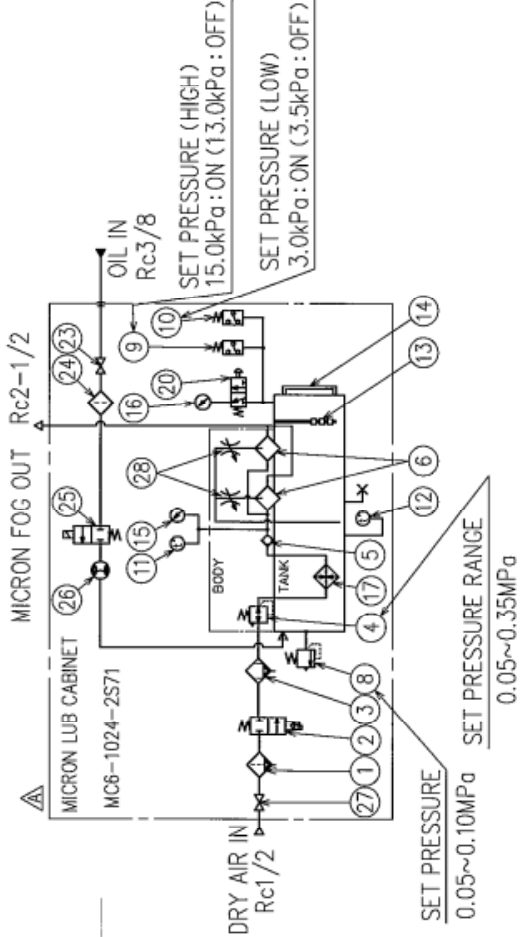 MICRON FOG OUT Rc2-1/2
OIL IN
Rc3/8
SET PRESSURE (HIGH)
15.0kPa : ON (13.0kPa : OFF)
SET PRESSURE (LOW)
3.0kPa : ON (3.5kPa : OFF)
A
MICRON LUB CABINET
MC6-1024-2S71
26
25
24
23
11
15
28
16
20
9
10
BODY
TANK
DRY AIR IN
Rc1/2
27
1
2
3
8
4
17
5
12
6
13
14
SET PRESSURE
0.05~0.10MPa
SET PRESSURE RANGE
0.05~0.35MPa